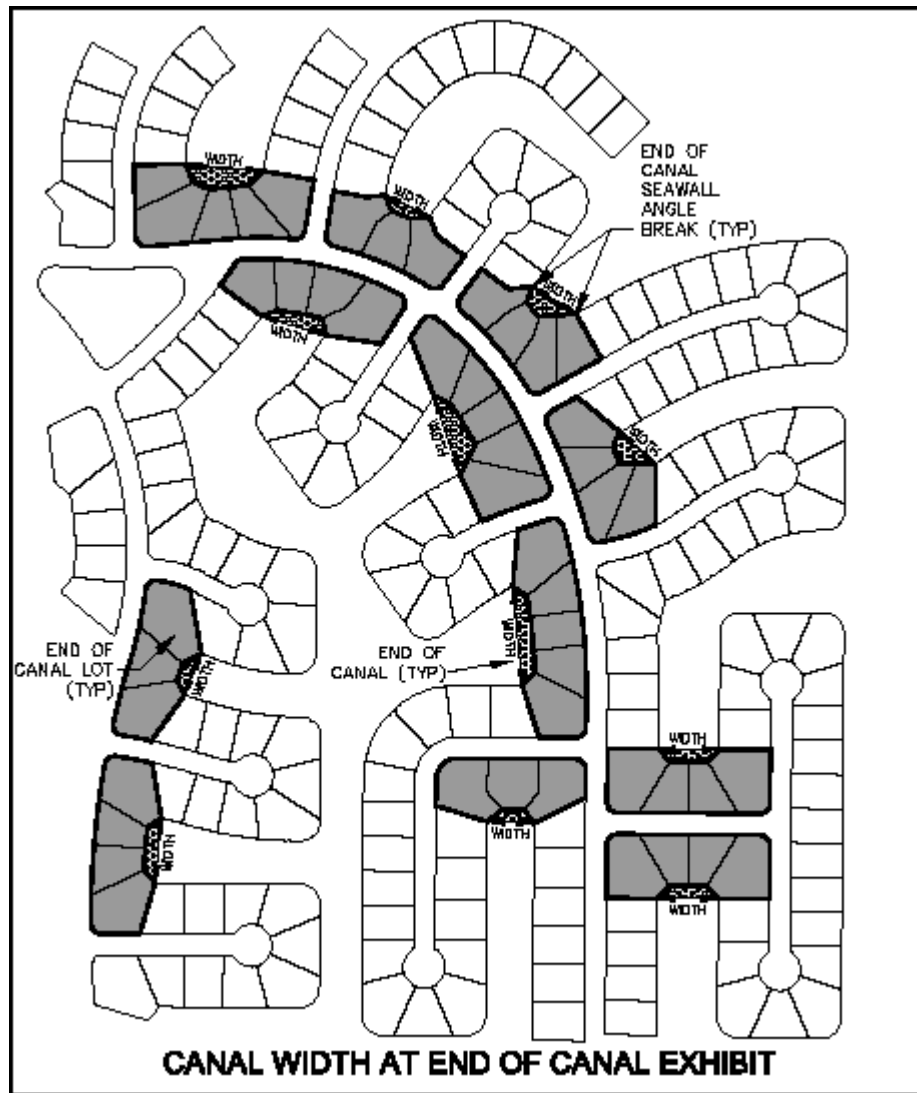 WIDTH
WIDTH
END OF
CANAL
SEAWALL
ANGLE
BREAK (TYP)
WIDTH
WIDTH
WIDTH
WIDTH
WIDTH
END OF
CANAL LOT
(TYP)
WIDTH
END OF
CANAL (TYP)
WIDTH
WIDTH
WIDTH
WIDTH
WIDTH
CANAL WIDTH AT END OF CANAL EXHIBIT